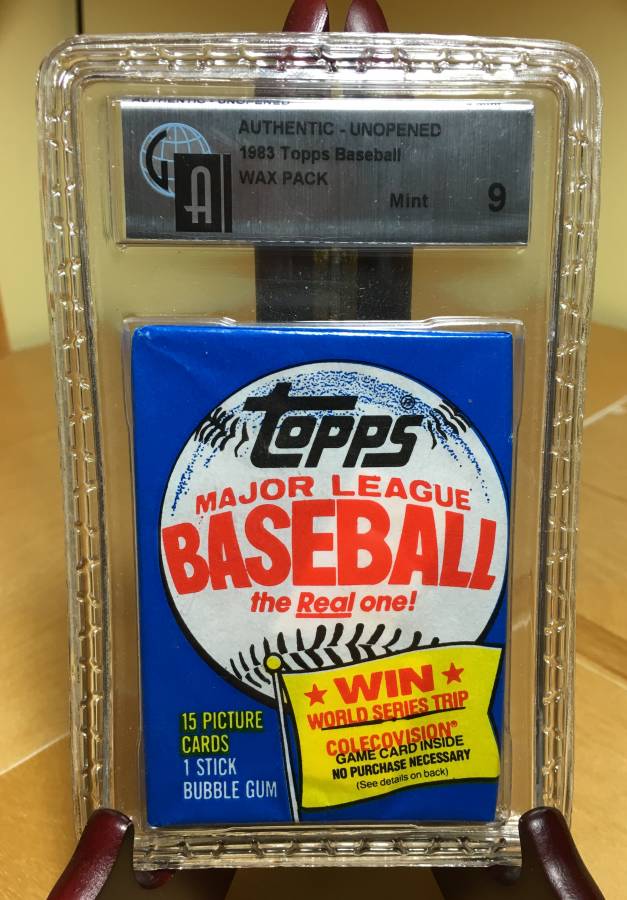 AUTHENTIC - UNOPENED
AUTHENTIC - UNOPENED
1983 Topps Baseball
WAX PACK
Mint 9
GA
topps®
MAJOR LEAGUE
BASEBALL
the Real one!
★ WIN ★
WORLD SERIES TRIP
COLECOVISION®
GAME CARD INSIDE
NO PURCHASE NECESSARY
(See details on back)
15 PICTURE
CARDS
1 STICK
BUBBLE GUM